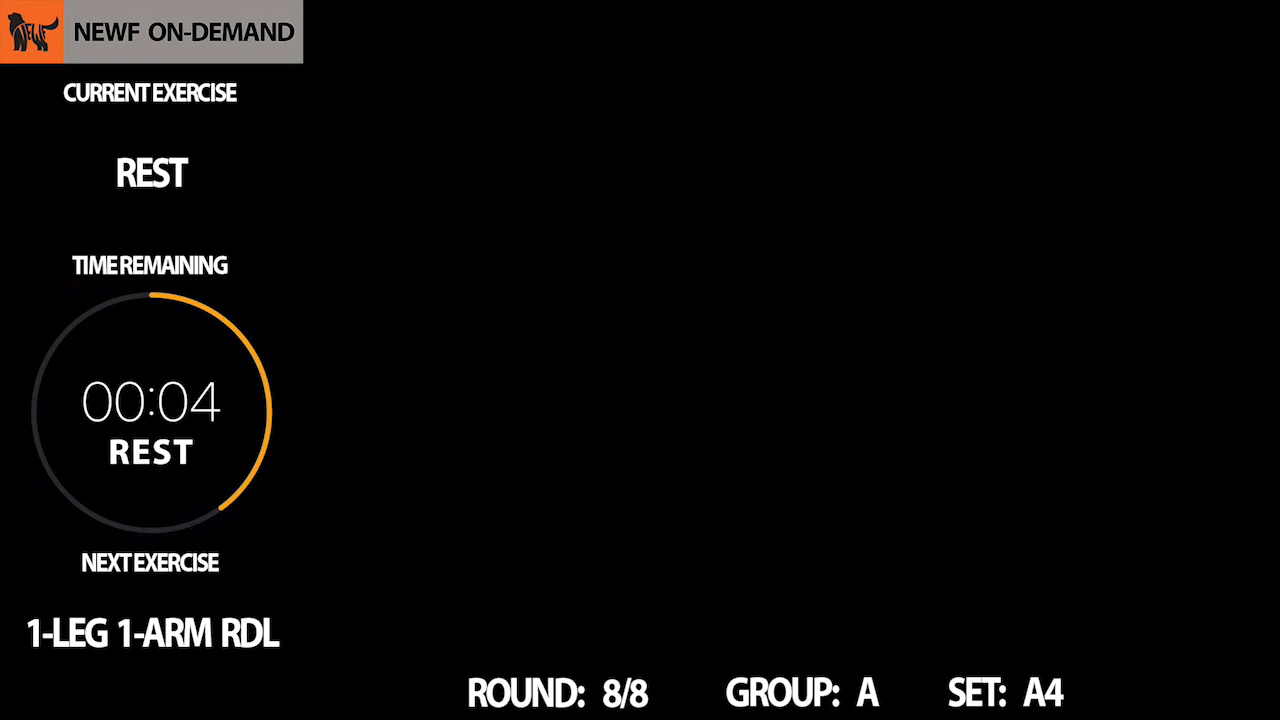 NEWF ON-DEMAND
CURRENT EXERCISE
REST
TIME REMAINING
00:04
REST
NEXT EXERCISE
1-LEG 1-ARM RDL
ROUND: 8/8 GROUP: A SET: A4